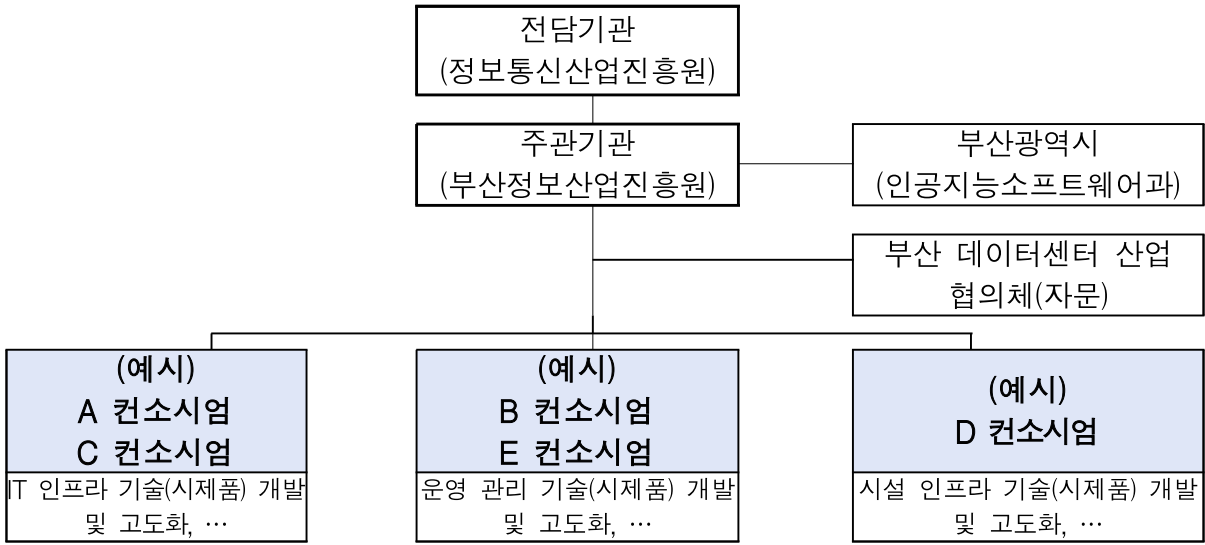 전담기관
(정보통신산업진흥원)
주관기관
(부산정보산업진흥원)
부산광역시
(인공지능소프트웨어과)
부산 데이터센터 산업
협의체(자문)
(예시)
A 컨소시엄
C 컨소시엄
IT 인프라 기술(시제품) 개발
및 고도화, …
(예시)
B 컨소시엄
E 컨소시엄
운영 관리 기술(시제품) 개발
및 고도화, …
(예시)
D 컨소시엄
시설 인프라 기술(시제품) 개발
및 고도화, …